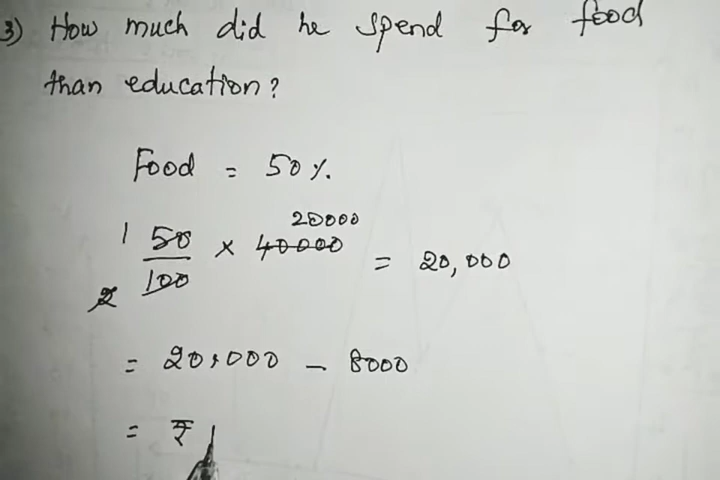 3) How much did he spend for food
than education?
Food = 50%.
20000
1 50/100 × 40000 = 20,000
2
= 20,000 - 8000
= ₹ 1